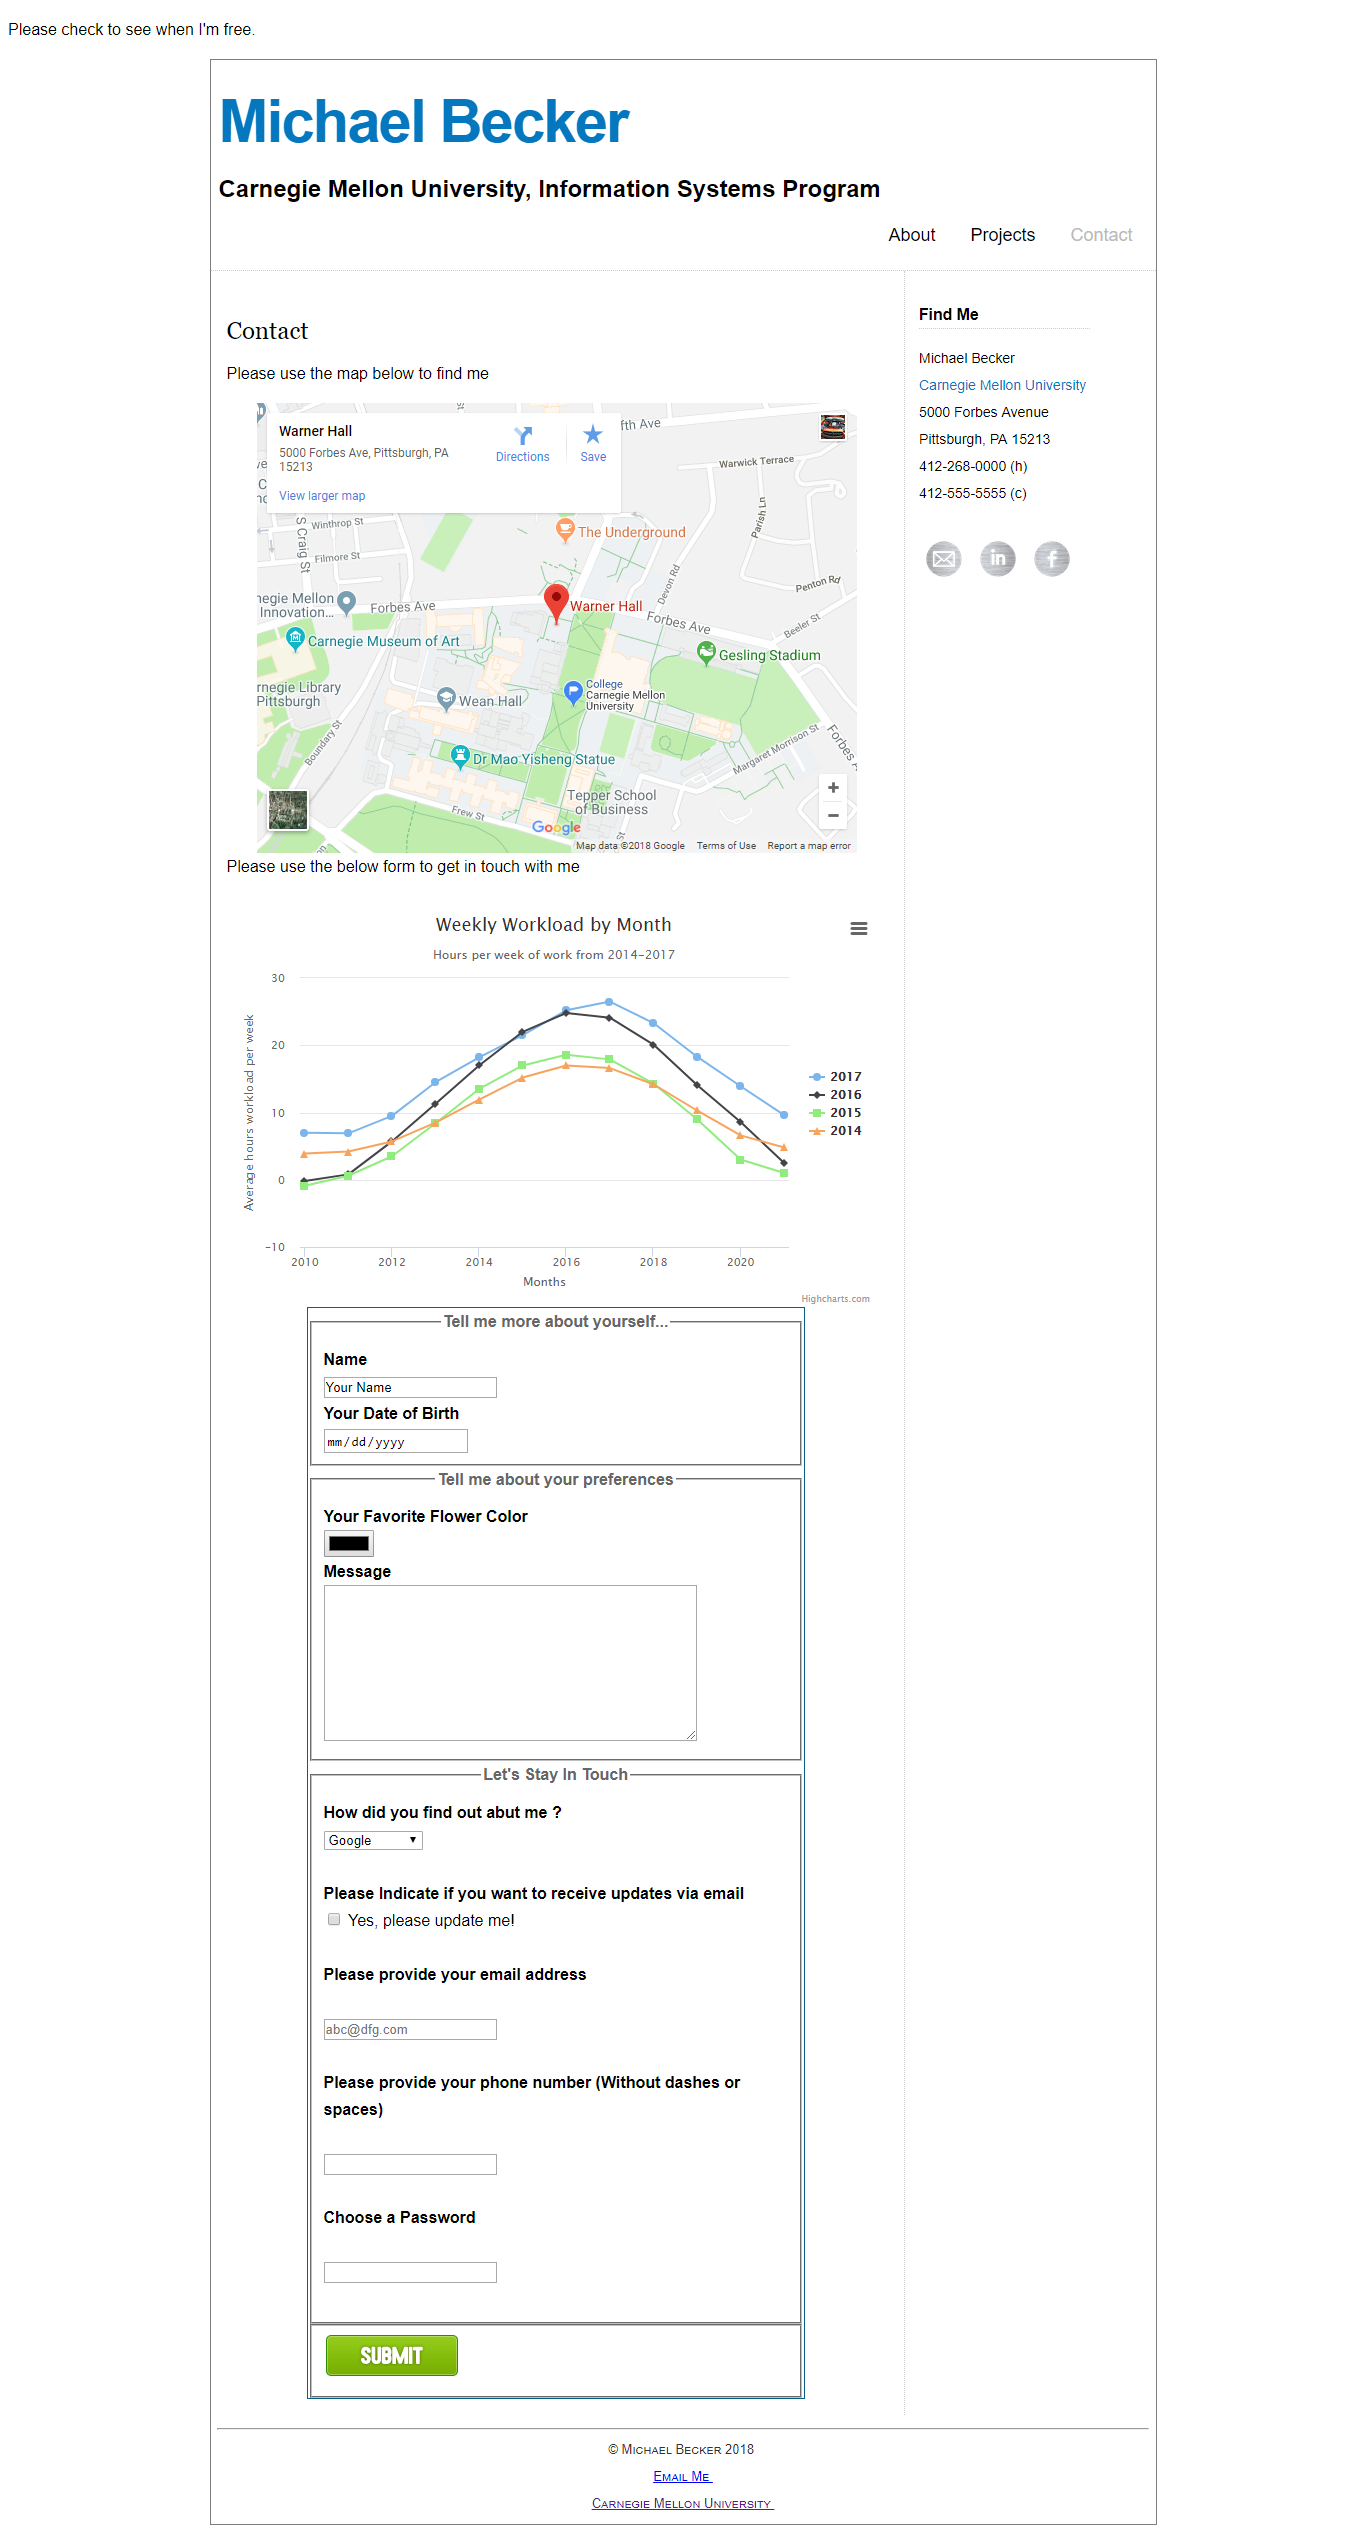 Please check to see when I'm free.
Michael Becker
Carnegie Mellon University, Information Systems Program
About Projects Contact
Contact
Please use the map below to find me
Warner Hall
5000 Forbes Ave, Pittsburgh, PA
15213
View larger map
Directions
Save
fth Ave
Warwick Terrace
Parish Ln
S Craig St
Winthrop St
Filmore St
The Underground
Devon Rd
Penton Rd
negie Mellon
Innovation...
Forbes Ave
Warner Hall
Forbes Ave
Beeler St
Carnegie Museum of Art
Gesling Stadium
rnegie Library
Pittsburgh
Wean Hall
College
Carnegie Mellon
University
Boundary St
Dr Mao Yisheng Statue
Margaret Morrison St
Forbes A
Tepper School
of Business
Frew St
Google
Map data ©2018 Google Terms of Use Report a map error
Please use the below form to get in touch with me
Weekly Workload by Month
Hours per week of work from 2014-2017
Average hours workload per week
30
20
10
0
-10
2010 2012 2014 2016 2018 2020
Months
2017
2016
2015
2014
Highcharts.com
Tell me more about yourself...
Name
Your Name
Your Date of Birth
mm/dd/yyyy
Tell me about your preferences
Your Favorite Flower Color
Message
Let's Stay In Touch
How did you find out abut me ?
Google
Please Indicate if you want to receive updates via email
Yes, please update me!
Please provide your email address
abc@dfg.com
Please provide your phone number (Without dashes or
spaces)
Choose a Password
SUBMIT
Find Me
Michael Becker
Carnegie Mellon University
5000 Forbes Avenue
Pittsburgh, PA 15213
412-268-0000 (h)
412-555-5555 (c)
in
f
© Michael Becker 2018
Email Me
Carnegie Mellon University